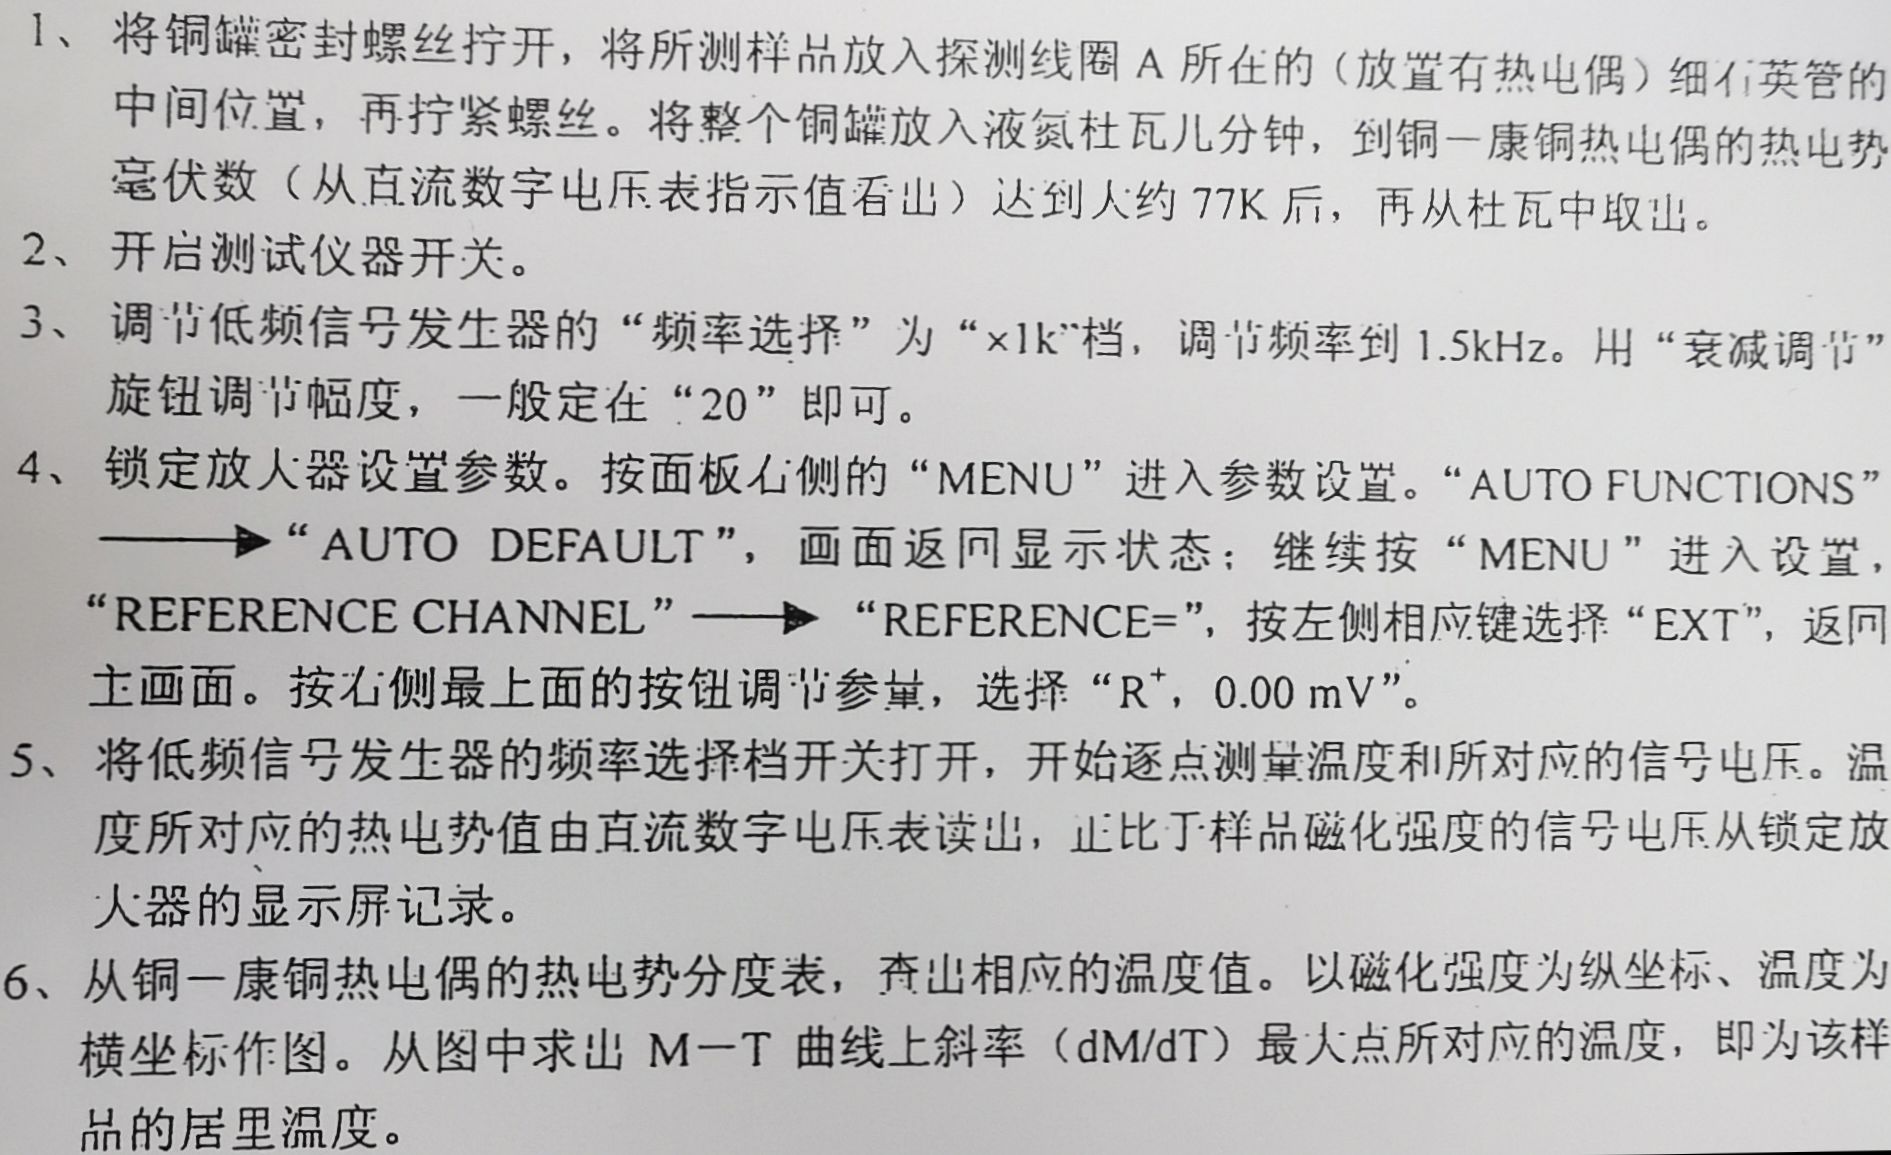 1、将铜罐密封螺丝拧开，将所测样品放入探测线圈 A 所在的（放置有热电偶）细石英管的
中间位置，再拧紧螺丝。将整个铜罐放入液氮杜瓦几分钟，到铜－康铜热电偶的热电势
毫伏数（从直流数字电压表指示值看出）达到大约 77K 后，再从杜瓦中取出。
2、开启测试仪器开关。
3、调节低频信号发生器的“频率选择”为“×1k”档，调节频率到 1.5kHz。用“衰减调节”
旋钮调节幅度，一般定在“20”即可。
4、锁定放大器设置参数。按面板右侧的“MENU”进入参数设置。“AUTO FUNCTIONS”
⟶“AUTO DEFAULT”，画面返回显示状态；继续按“MENU”进入设置，
“REFERENCE CHANNEL”⟶“REFERENCE=”，按左侧相应键选择“EXT”，返回
主画面。按右侧最上面的按钮调节参量，选择“R⁺，0.00 mV”。
5、将低频信号发生器的频率选择档开关打开，开始逐点测量温度和所对应的信号电压。温
度所对应的热电势值由直流数字电压表读出，正比于样品磁化强度的信号电压从锁定放
大器的显示屏记录。
6、从铜－康铜热电偶的热电势分度表，查出相应的温度值。以磁化强度为纵坐标、温度为
横坐标作图。从图中求出 M－T 曲线上斜率（dM/dT）最大点所对应的温度，即为该样
品的居里温度。